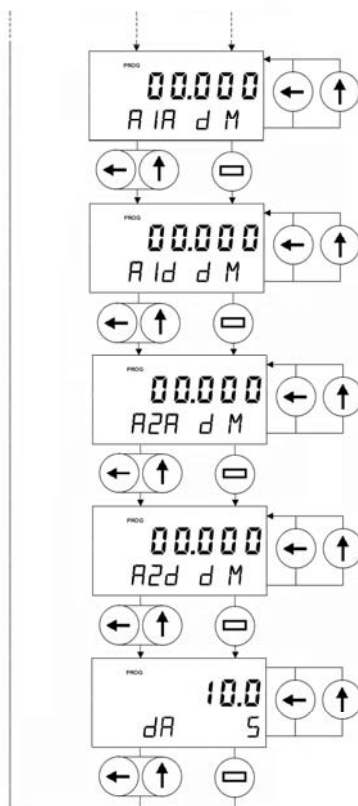 PROG
00.000
A1A d M
PROG
00.000
A1d d M
PROG
00.000
A2A d M
PROG
00.000
A2d d M
PROG
10.0
dA S